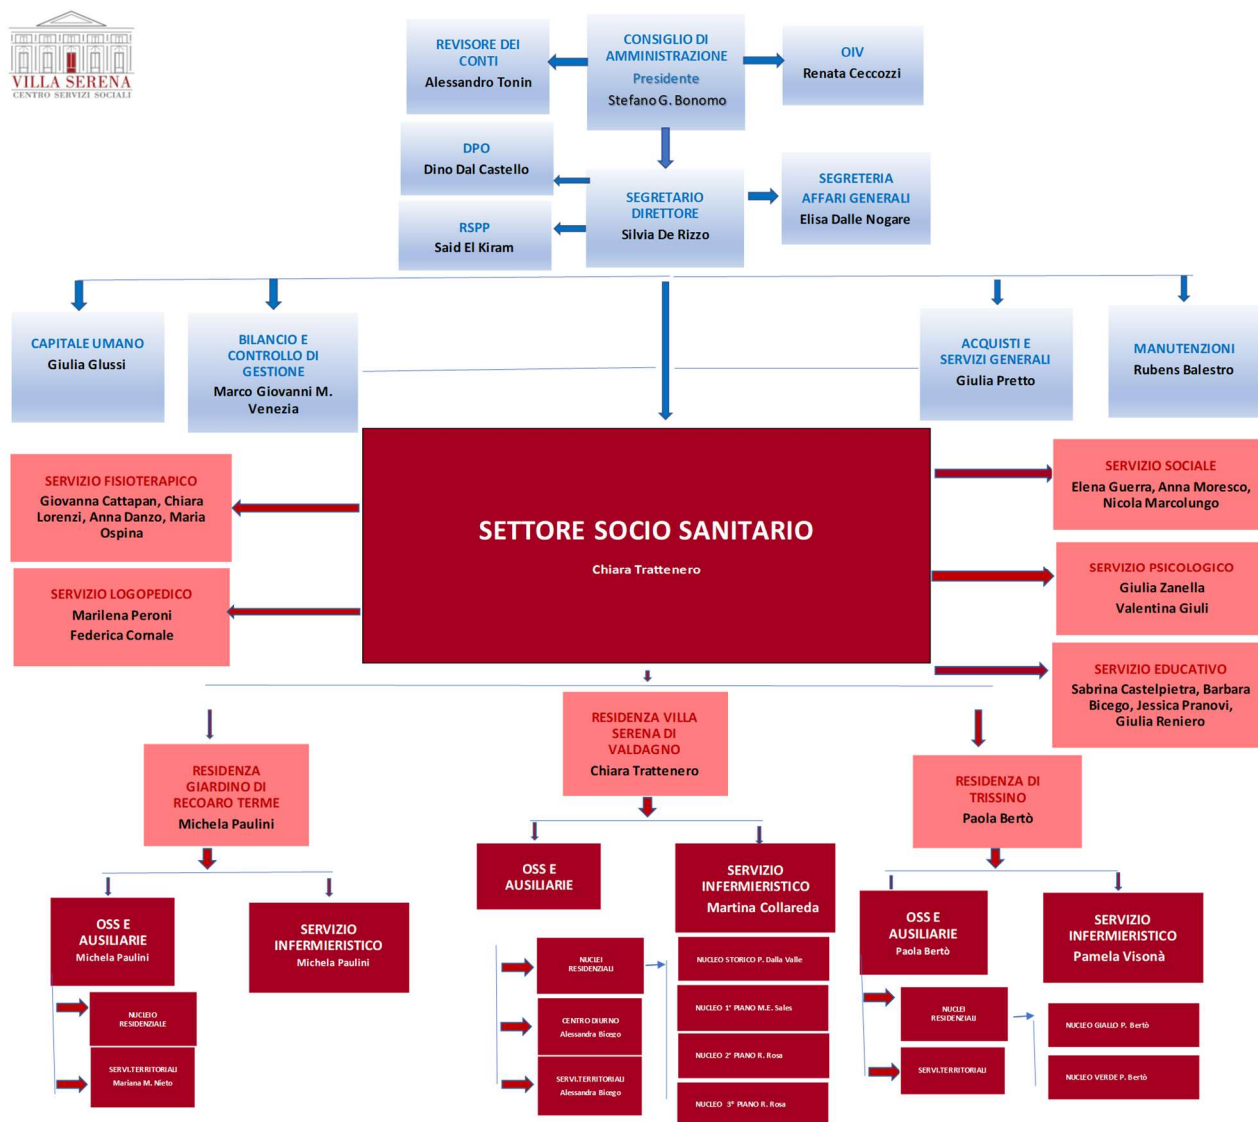 VILLA SERENA
CENTRO SERVIZI SOCIALI
REVISORE DEI
CONTI
Alessandro Tonin
CONSIGLIO DI
AMMINISTRAZIONE
Presidente
Stefano G. Bonomo
OIV
Renata Ceccozzi
DPO
Dino Dal Castello
RSPP
Said El Kiram
SEGRETARIO
DIRETTORE
Silvia De Rizzo
SEGRETERIA
AFFARI GENERALI
Elisa Dalle Nogare
CAPITALE UMANO
Giulia Glussi
BILANCIO E
CONTROLLO DI
GESTIONE
Marco Giovanni M.
Venezia
ACQUISTI E
SERVIZI GENERALI
Giulia Pretto
MANUTENZIONI
Rubens Balestro
SERVIZIO FISIOTERAPICO
Giovanna Cattapan, Chiara
Lorenzi, Anna Danzo, Maria
Ospina
SERVIZIO LOGOPEDICO
Marilena Peroni
Federica Cornale
SETTORE SOCIO SANITARIO
Chiara Trattenero
SERVIZIO SOCIALE
Elena Guerra, Anna Moresco,
Nicola Marcolungo
SERVIZIO PSICOLOGICO
Giulia Zanella
Valentina Giuli
SERVIZIO EDUCATIVO
Sabrina Castelpietra, Barbara
Bicego, Jessica Pranovi,
Giulia Reniero
RESIDENZA
GIARDINO DI
RECOARO TERME
Michela Paulini
RESIDENZA VILLA
SERENA DI
VALDAGNO
Chiara Trattenero
RESIDENZA DI
TRISSINO
Paola Bertò
OSS E
AUSILIARIE
Michela Paulini
SERVIZIO
INFERMIERISTICO
Michela Paulini
NUCLEIO
RESIDENZIALE
SERVI.TERRITORIALI
Mariana M. Nieto
OSS E
AUSILIARIE
SERVIZIO
INFERMIERISTICO
Martina Collareda
NUCLEI
RESIDENZIALI
CENTRO DIURNO
Alessandra Bicego
SERVI.TERRITORIALI
Alessandra Bicego
NUCLEO STORICO P. Dalla Valle
NUCLEO 1° PIANO M.E. Sales
NUCLEO 2° PIANO R. Rosa
NUCLEO 3° PIANO R. Rosa
OSS E
AUSILIARIE
Paola Bertò
SERVIZIO
INFERMIERISTICO
Pamela Visonà
NUCLEI
RESIDENZIALI
SERVI.TERRITORIALI
NUCLEO GIALLO P. Bertò
NUCLEO VERDE P. Bertò